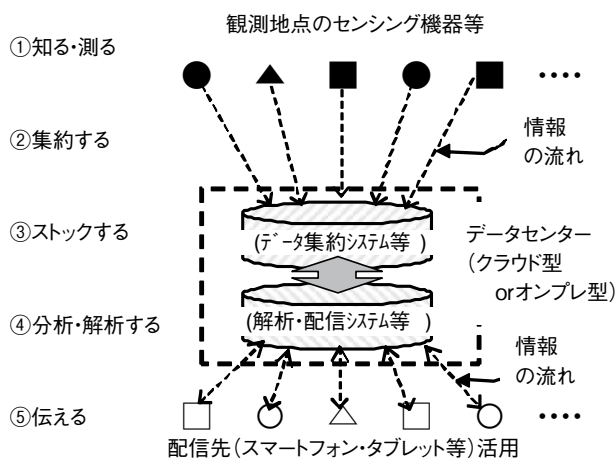 観測地点のセンシング機器等
①知る・測る
‥‥
②集約する
情報
の流れ
③ストックする
(ﾃﾞｰﾀ集約ｼｽﾃﾑ等 )
データセンター
(クラウド型
orオンプレ型)
④分析・解析する
(解析・配信ｼｽﾃﾑ等 )
情報
の流れ
⑤伝える
‥‥
配信先(スマートフォン・タブレット等)活用